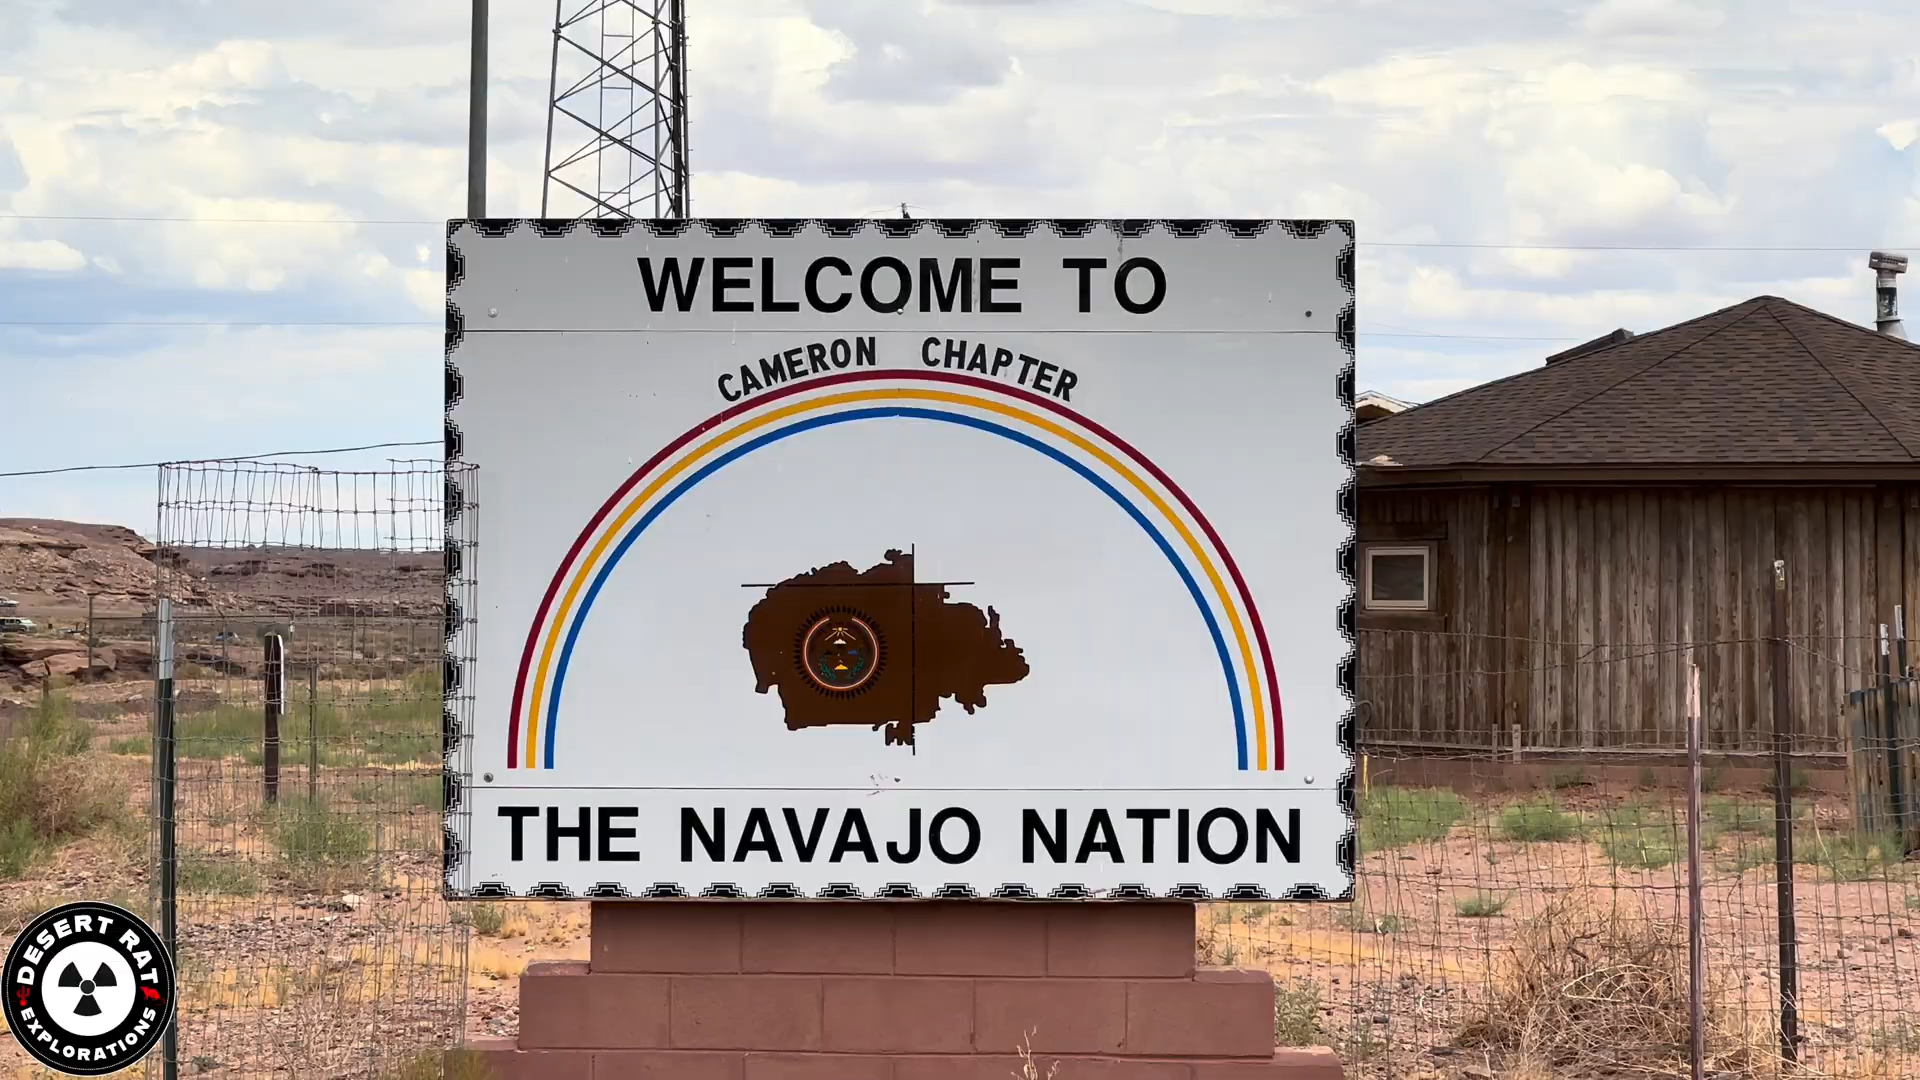 WELCOME TO
CAMERON CHAPTER
THE NAVAJO NATION
DESERT RAT
EXPLORATIONS